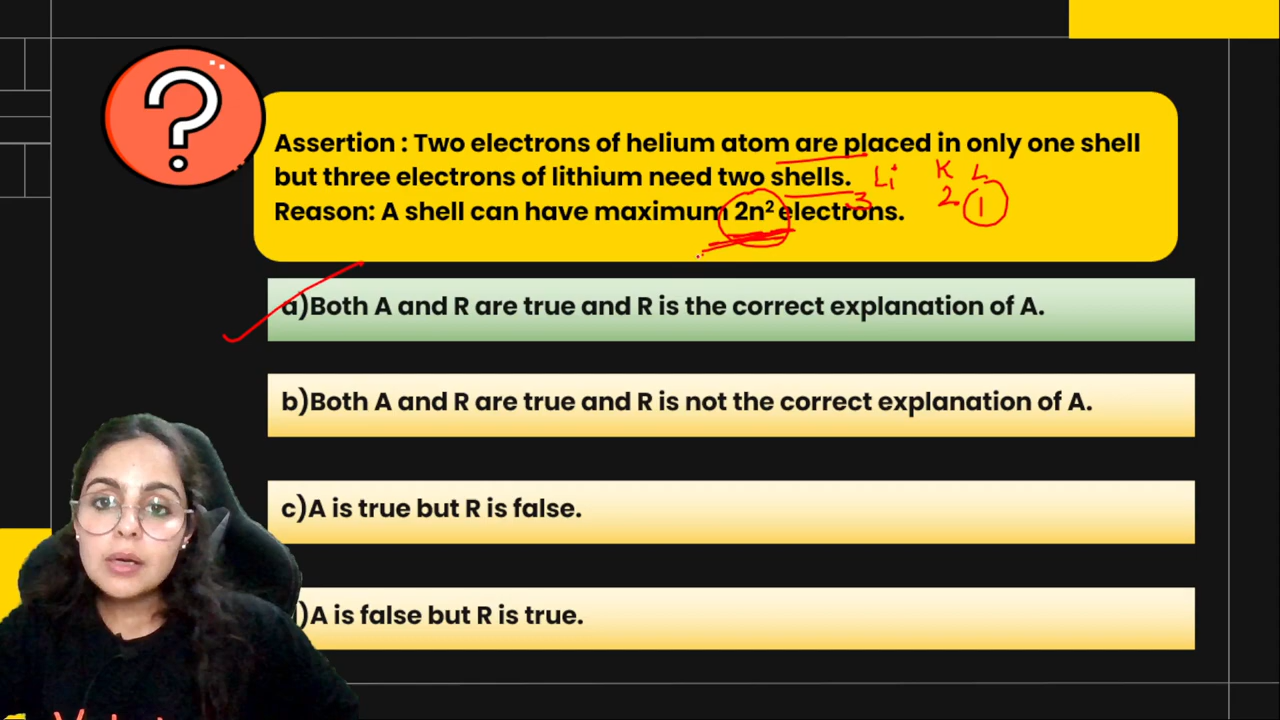 Assertion : Two electrons of helium atom are placed in only one shell
but three electrons of lithium need two shells.
Reason: A shell can have maximum 2n² electrons.
Li K L
3 2 1
a)Both A and R are true and R is the correct explanation of A.
b)Both A and R are true and R is not the correct explanation of A.
c)A is true but R is false.
)A is false but R is true.